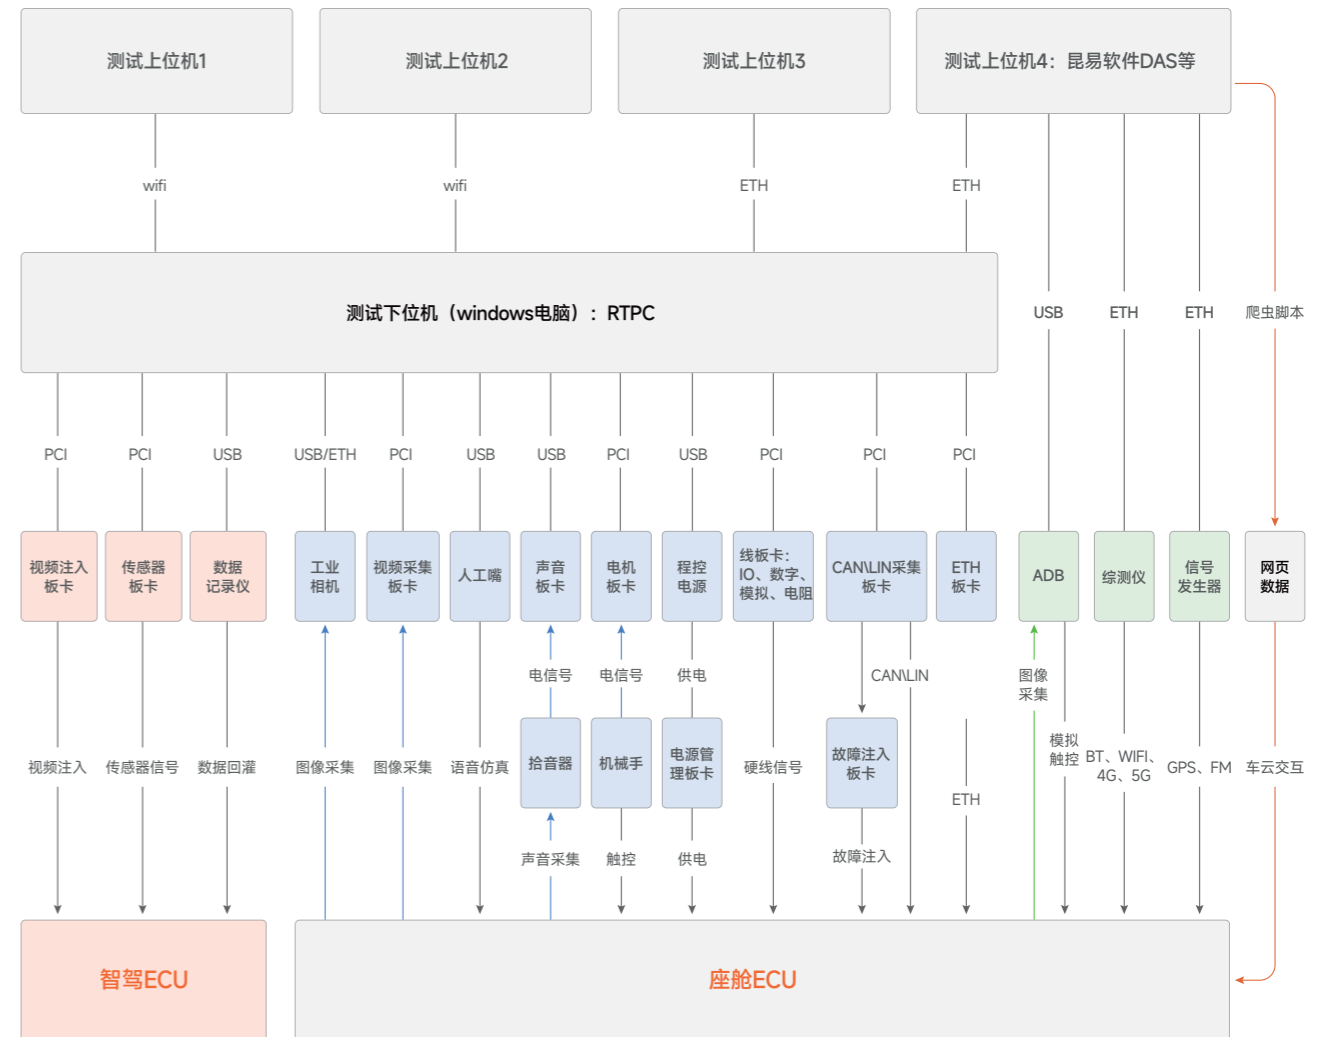 测试上位机1
测试上位机2
测试上位机3
测试上位机4：昆易软件DAS等
wifi
wifi
ETH
ETH
测试下位机（windows电脑）：RTPC
USB
ETH
ETH
爬虫脚本
PCI
PCI
USB
USB/ETH
PCI
USB
USB
PCI
USB
PCI
PCI
PCI
视频注入
板卡
传感器
板卡
数据
记录仪
工业
相机
视频采集
板卡
人工嘴
声音
板卡
电机
板卡
程控
电源
线板卡：
IO、数字、
模拟、电阻
CAN\LIN采集
板卡
ETH
板卡
ADB
综测仪
信号
发生器
网页
数据
电信号
电信号
供电
CAN\LIN
图像
采集
拾音器
机械手
电源管
理板卡
故障注入
板卡
视频注入
传感器信号
数据回灌
图像采集
图像采集
语音仿真
硬线信号
ETH
模拟
触控
BT、WIFI、
4G、5G
GPS、FM
车云交互
声音采集
触控
供电
故障注入
智驾ECU
座舱ECU